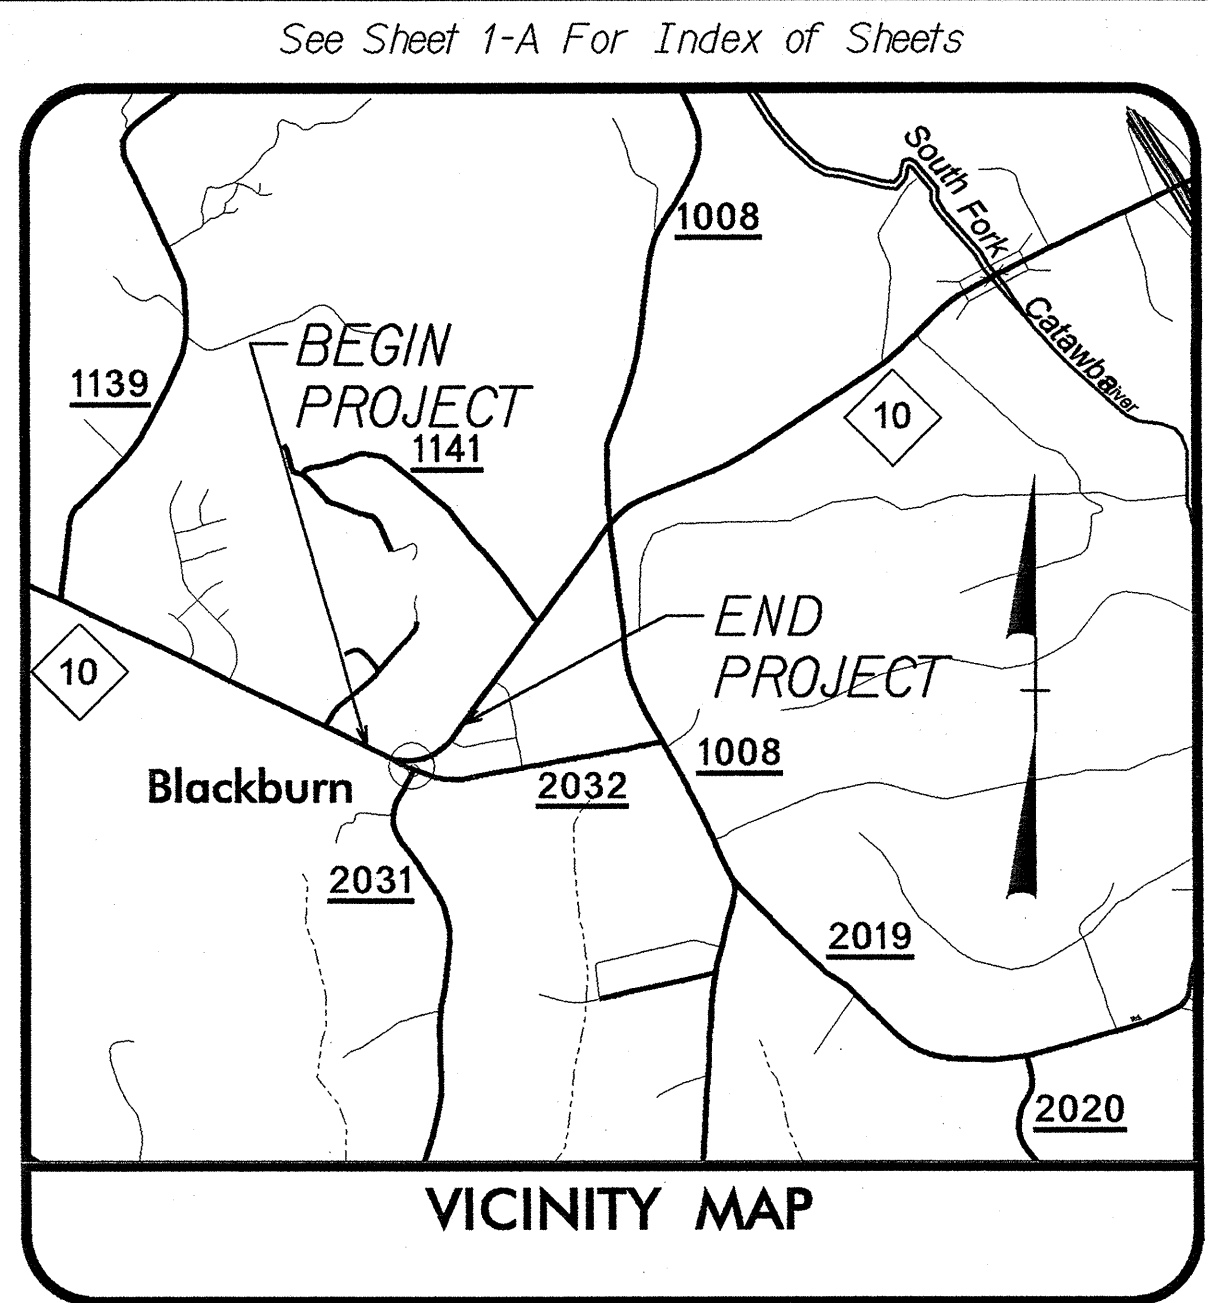 See Sheet 1-A For Index of Sheets
1008
South Fork
BEGIN
PROJECT
1139
1141
Catawba River
10
END
PROJECT
10
1008
Blackburn
2032
2031
2019
2020
VICINITY MAP